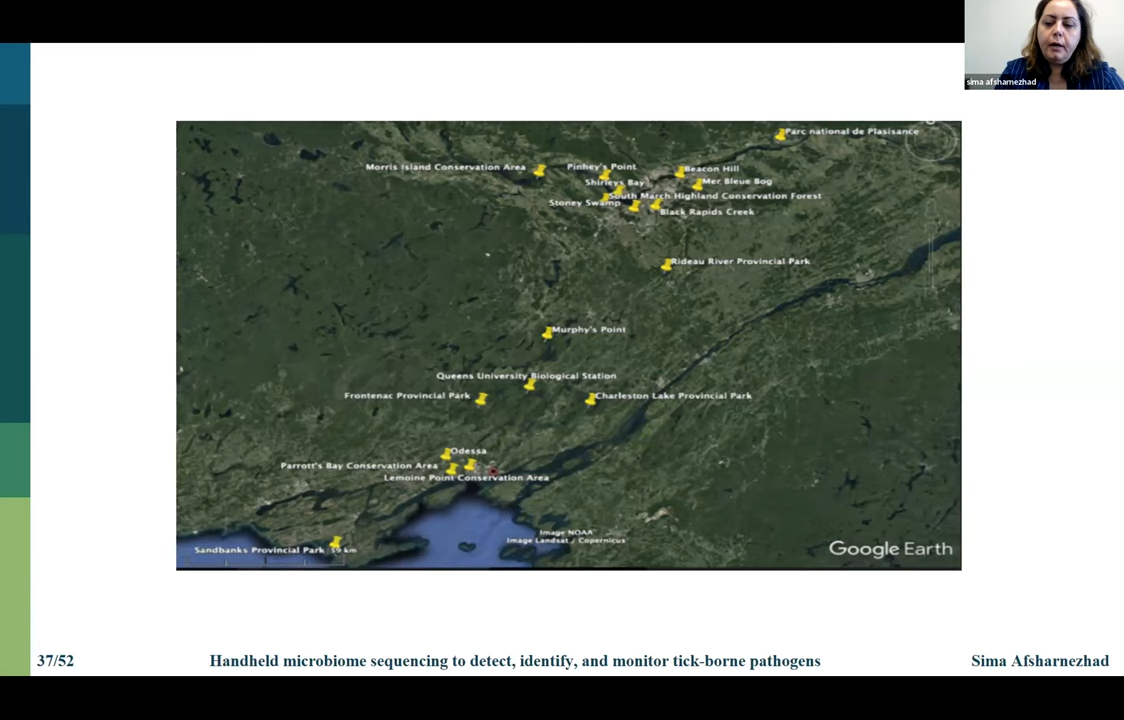 sima afsharnezhad
Parc national de Plasisance
Morris Island Conservation Area
Pinhey's Point
Beacon Hill
Shirleys Bay
Mer Bleue Bog
South March Highland Conservation Forest
Stoney Swamp
Black Rapids Creek
Rideau River Provincial Park
Murphy's Point
Queens University Biological Station
Frontenac Provincial Park
Charleston Lake Provincial Park
Odessa
Parrott's Bay Conservation Area
Lemoine Point Conservation Area
Image NOAA
Image Landsat / Copernicus
Sandbanks Provincial Park
59 km
Google Earth
37/52
Handheld microbiome sequencing to detect, identify, and monitor tick-borne pathogens
Sima Afsharnezhad